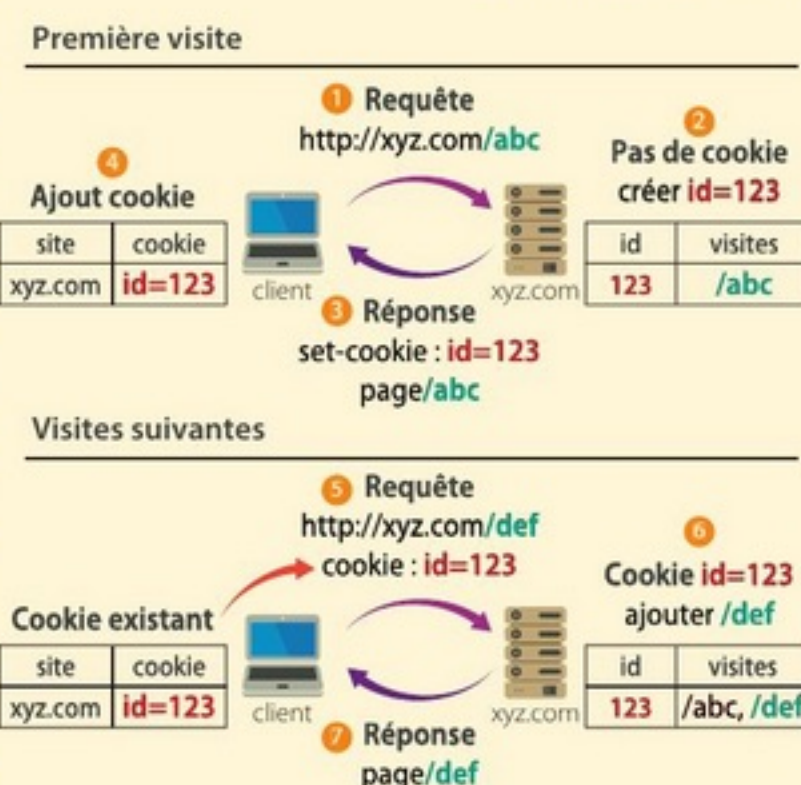 Première visite
1 Requête
http://xyz.com/abc
2
Pas de cookie
créer id=123
4
Ajout cookie
site cookie
xyz.com id=123
client
xyz.com
id visites
123 /abc
3 Réponse
set-cookie : id=123
page/abc
Visites suivantes
5 Requête
http://xyz.com/def
cookie : id=123
6
Cookie id=123
ajouter /def
Cookie existant
site cookie
xyz.com id=123
client
xyz.com
id visites
123 /abc, /def
7 Réponse
page/def